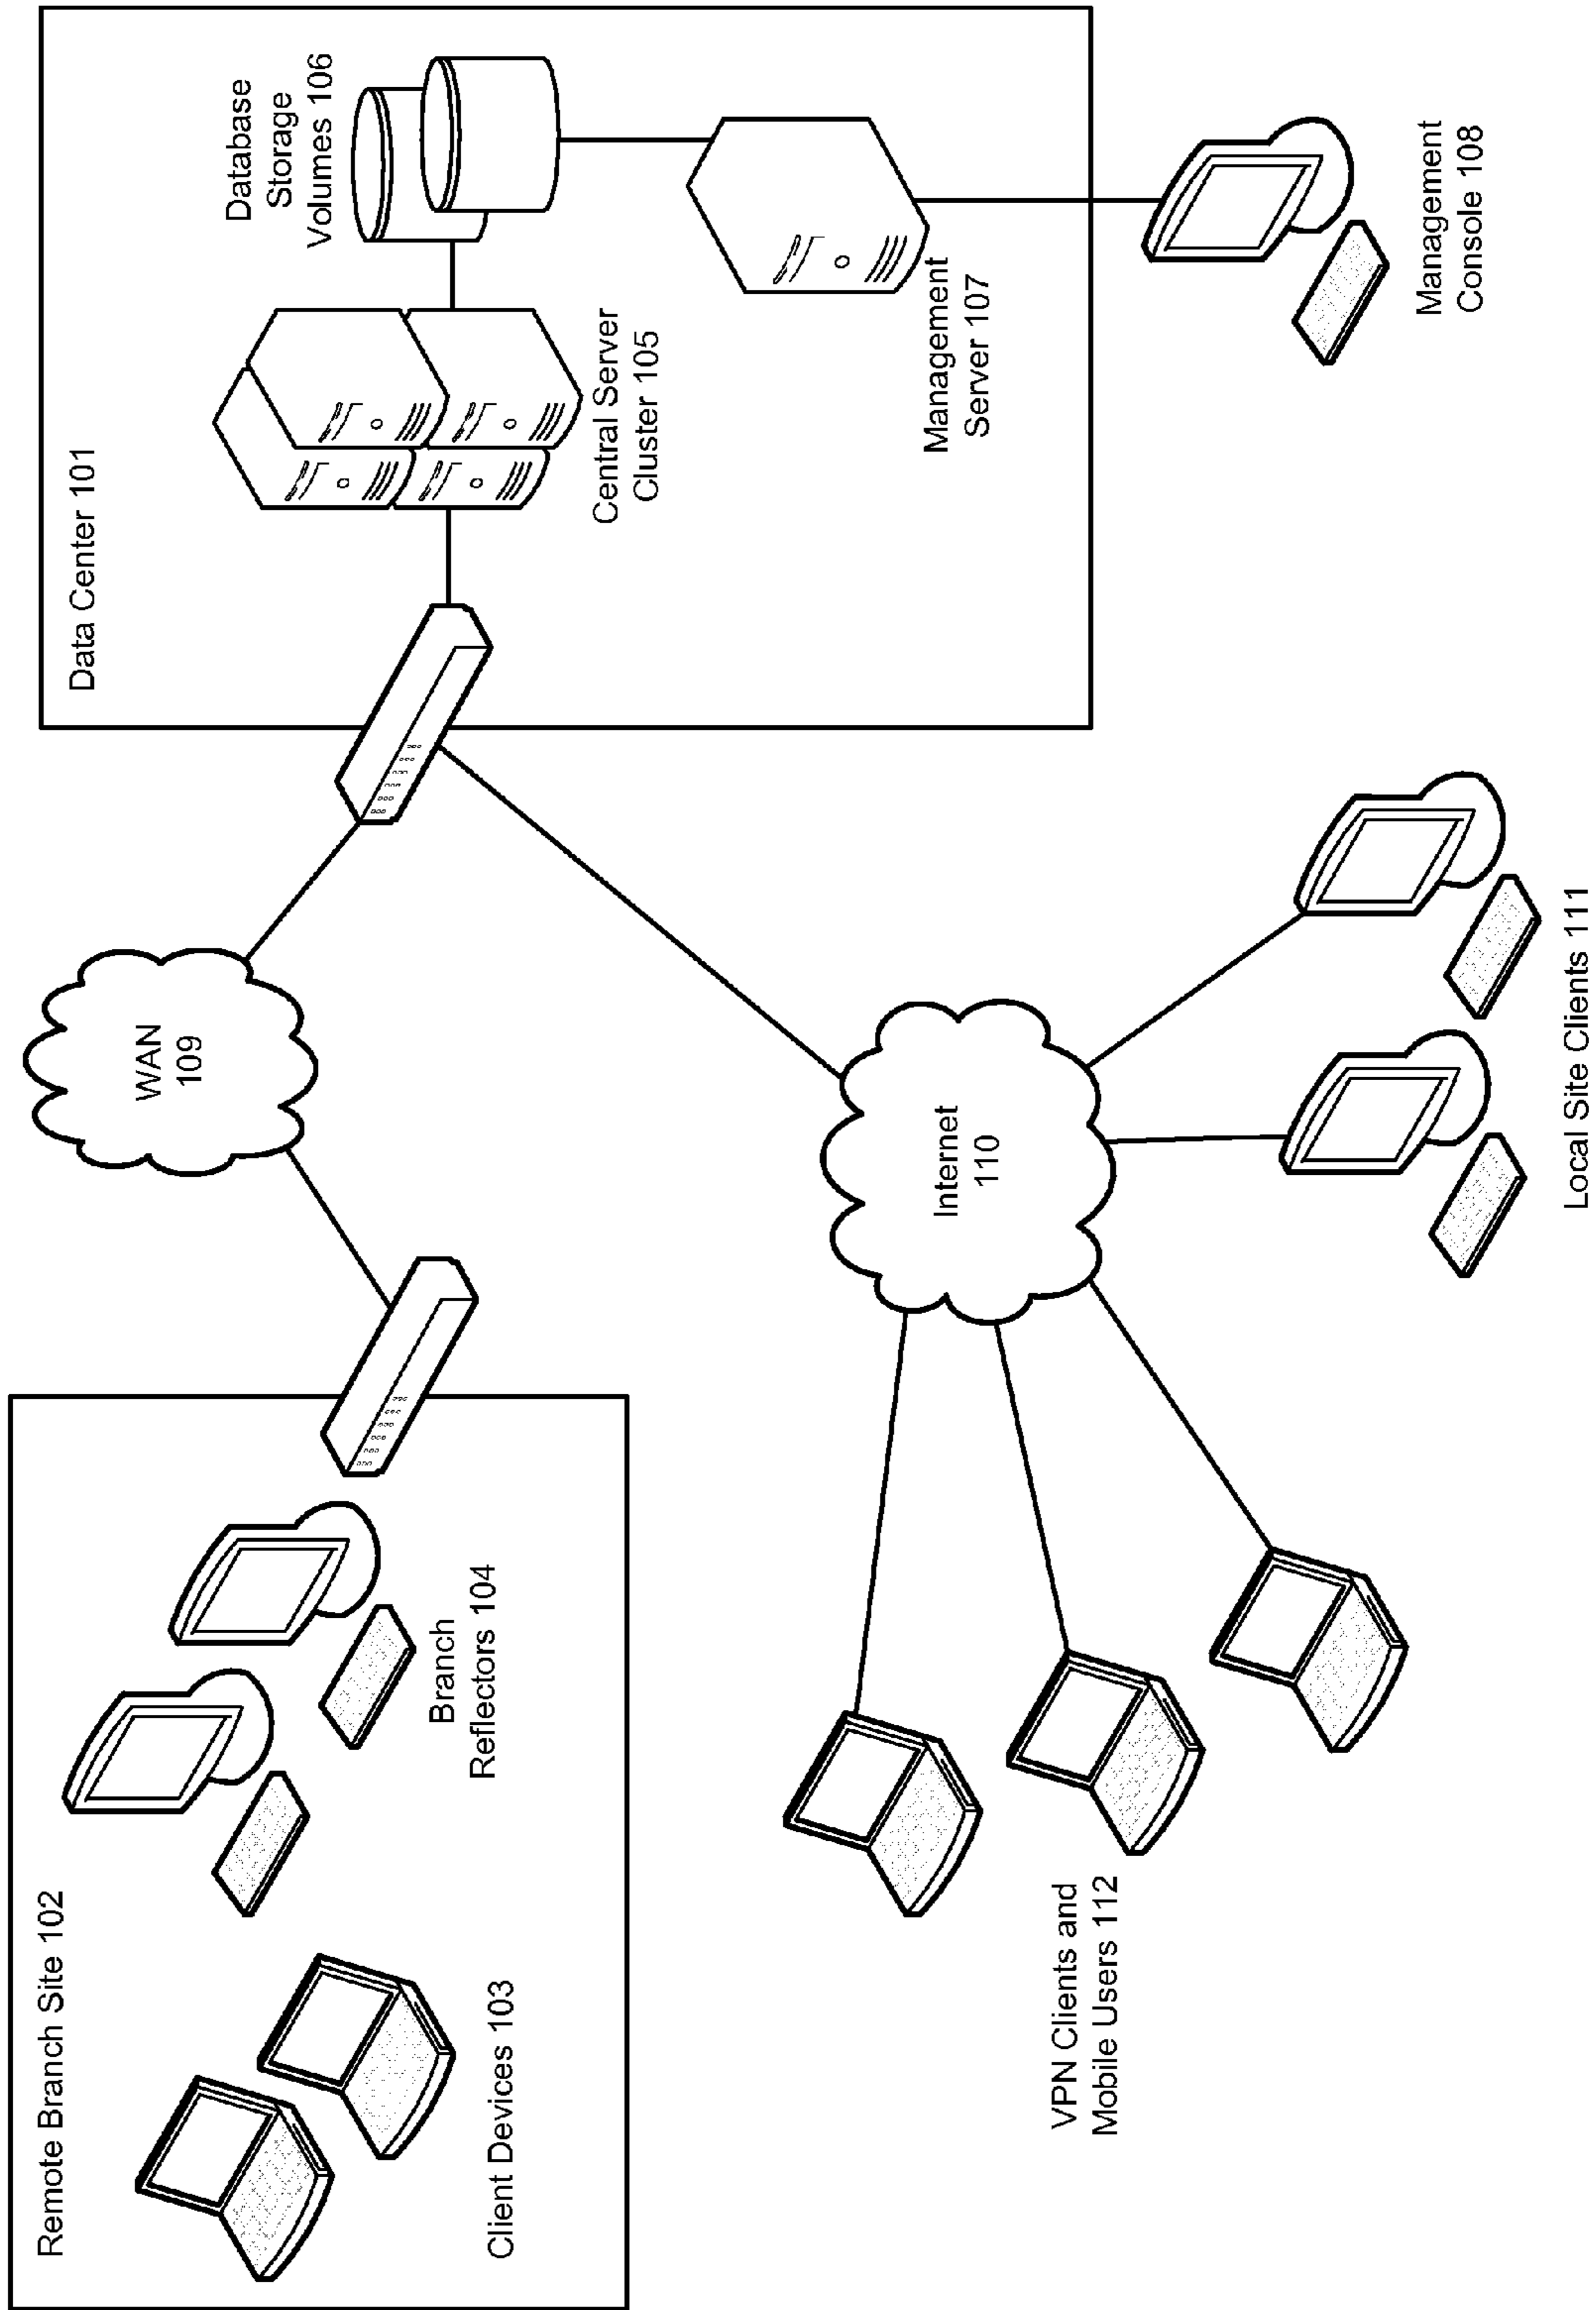 Remote Branch Site 102
Client Devices 103
Branch
Reflectors 104
WAN
109
Data Center 101
Central Server
Cluster 105
Database
Storage
Volumes 106
Management
Server 107
Management
Console 108
Internet
110
VPN Clients and
Mobile Users 112
Local Site Clients 111